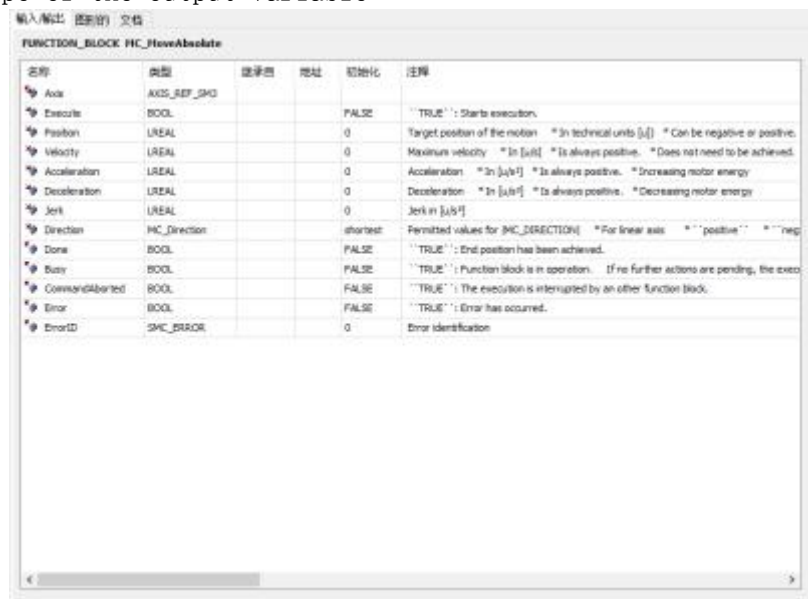 输入/输出 图形的 文档
FUNCTION_BLOCK MC_MoveAbsolute
名称 类型 继承自 地址 初始化 注释
Axis AXIS_REF_SM3
Execute BOOL FALSE ``TRUE``: Starts execution.
Position LREAL 0 Target position of the motion * In technical units [u] * Can be negative or positive.
Velocity LREAL 0 Maximum velocity * In [u/s] * Is always positive. * Does not need to be achieved.
Acceleration LREAL 0 Acceleration * In [u/s²] * Is always positive. * Increasing motor energy
Deceleration LREAL 0 Deceleration * In [u/s²] * Is always positive. * Decreasing motor energy
Jerk LREAL 0 Jerk in [u/s³]
Direction MC_Direction shortest Permitted values for |MC_DIRECTION| * For linear axis * ``positive`` * ``neg
Done BOOL FALSE ``TRUE``: End position has been achieved.
Busy BOOL FALSE ``TRUE``: Function block is in operation. If no further actions are pending, the exec
CommandAborted BOOL FALSE ``TRUE``: The execution is interrupted by an other function block.
Error BOOL FALSE ``TRUE``: Error has occurred.
ErrorID SMC_ERROR 0 Error identification